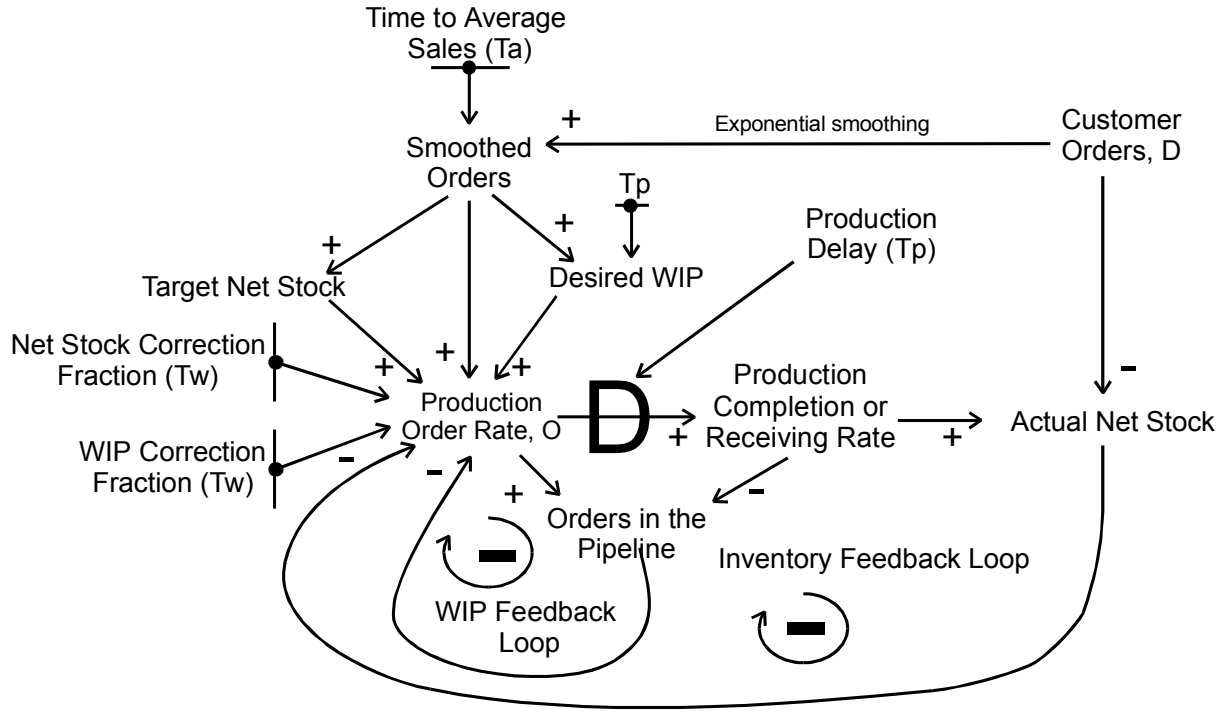 Time to Average
Sales (Ta)
+
Exponential smoothing
Customer
Orders, D
Smoothed
Orders
Tp
+
+
Production
Delay (Tp)
Target Net Stock
Desired WIP
Net Stock Correction
Fraction (Tw)
+
+
+
-
Production
Order Rate, O
D
+
Production
Completion or
Receiving Rate
+
Actual Net Stock
WIP Correction
Fraction (Tw)
-
-
+
-
Orders in the
Pipeline
-
Inventory Feedback Loop
WIP Feedback
Loop
-